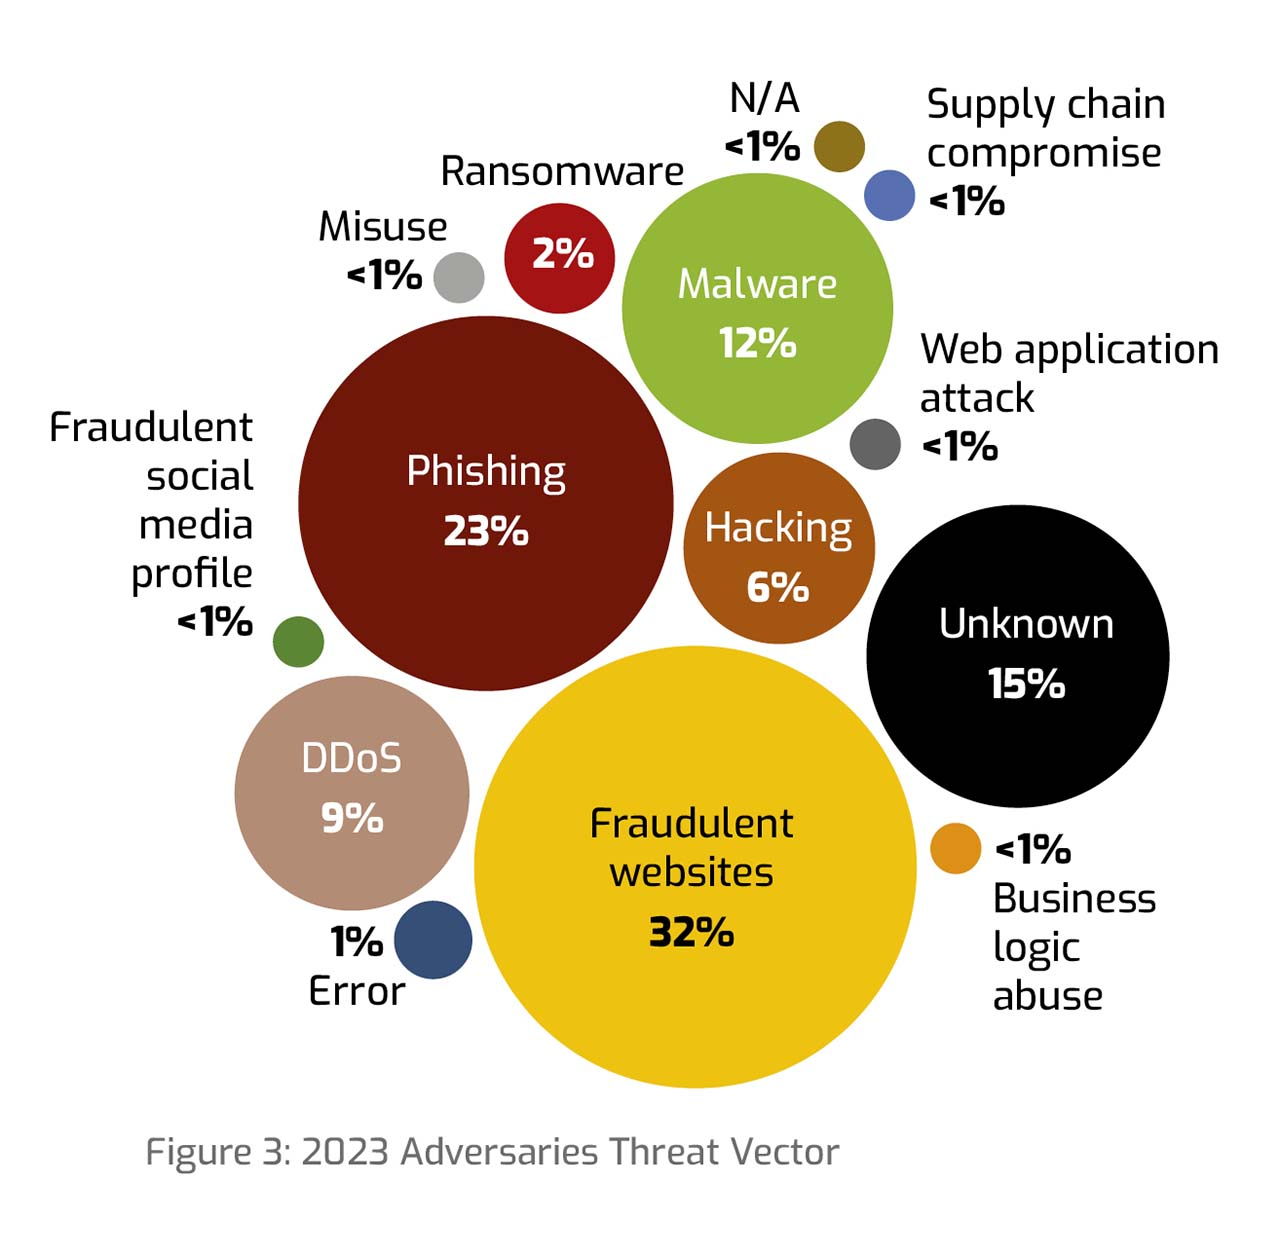 N/A
<1%
Supply chain
compromise
<1%
Ransomware
2%
Misuse
<1%
Malware
12%
Web application
attack
<1%
Fraudulent
social
media
profile
<1%
Phishing
23%
Hacking
6%
Unknown
15%
DDoS
9%
Fraudulent
websites
32%
<1%
Business
logic
abuse
1%
Error
Figure 3: 2023 Adversaries Threat Vector